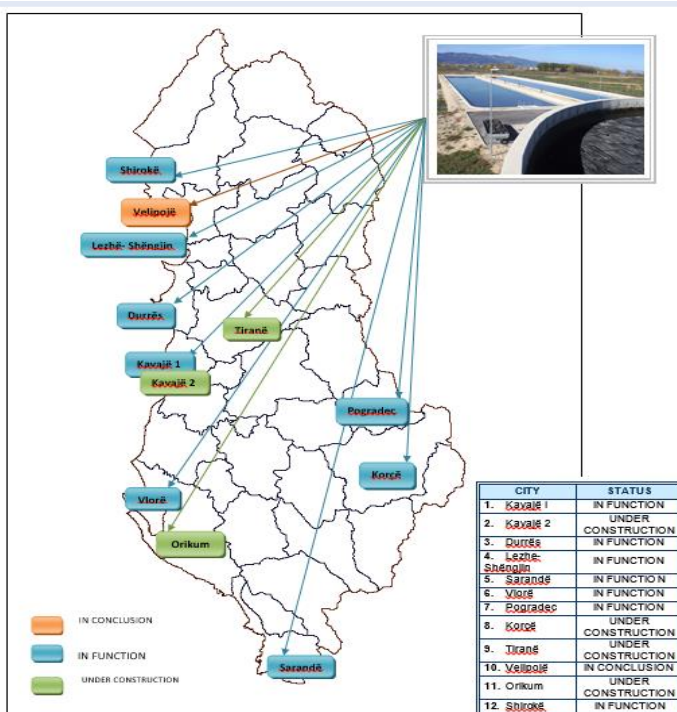 Shirokë
Velipojë
Lezhë- Shëngjin
Durrës
Tiranë
Kavajë 1
Kavajë 2
Pogradec
Korçë
Vlorë
Orikum
Sarandë
IN CONCLUSION
IN FUNCTION
UNDER CONSTRUCTION
CITY STATUS
1. Kavajë I IN FUNCTION
2. Kavajë 2 UNDER
CONSTRUCTION
3. Durrës IN FUNCTION
4. Lezhe-
Shëngjin IN FUNCTION
5. Sarandë IN FUNCTION
6. Vlorë IN FUNCTION
7. Pogradec IN FUNCTION
8. Korçë UNDER
CONSTRUCTION
9. Tiranë UNDER
CONSTRUCTION
10. Velipojë IN CONCLUSION
11. Orikum UNDER
CONSTRUCTION
12. Shirokë IN FUNCTION